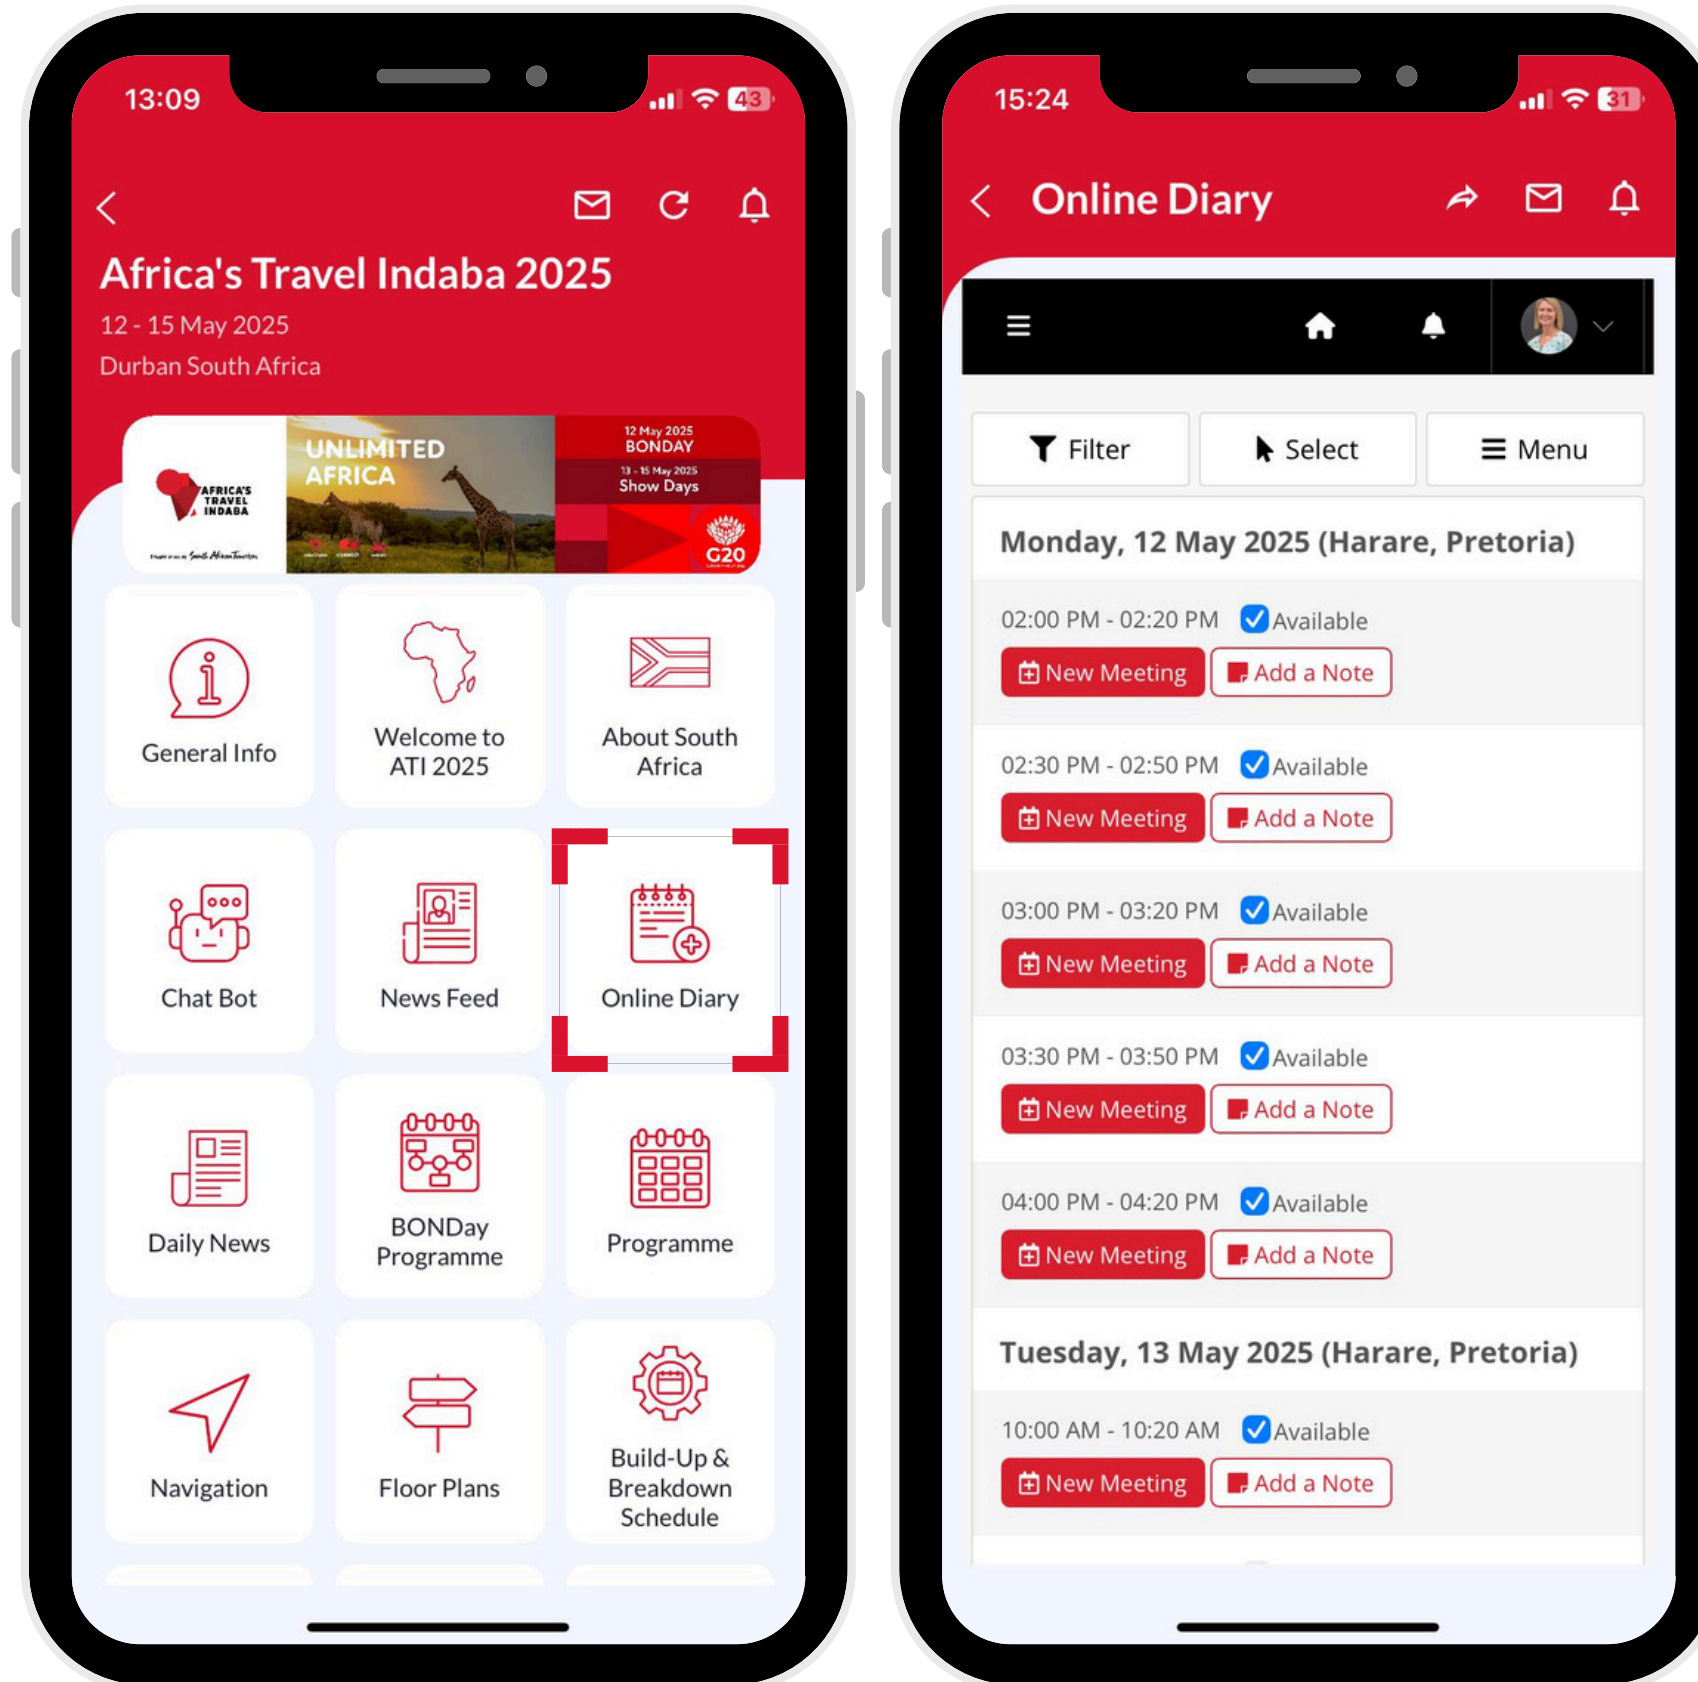 13:09
43
Africa's Travel Indaba 2025
12 - 15 May 2025
Durban South Africa
AFRICA'S
TRAVEL
INDABA
South African Tourism
UNLIMITED
AFRICA
12 May 2025
BONDAY
13 - 15 May 2025
Show Days
G20
General Info
Welcome to
ATI 2025
About South
Africa
Chat Bot
News Feed
Online Diary
Daily News
BONDay
Programme
Programme
Navigation
Floor Plans
Build-Up &
Breakdown
Schedule
15:24
31
Online Diary
Filter
Select
Menu
Monday, 12 May 2025 (Harare, Pretoria)
02:00 PM - 02:20 PM Available
New Meeting Add a Note
02:30 PM - 02:50 PM Available
New Meeting Add a Note
03:00 PM - 03:20 PM Available
New Meeting Add a Note
03:30 PM - 03:50 PM Available
New Meeting Add a Note
04:00 PM - 04:20 PM Available
New Meeting Add a Note
Tuesday, 13 May 2025 (Harare, Pretoria)
10:00 AM - 10:20 AM Available
New Meeting Add a Note